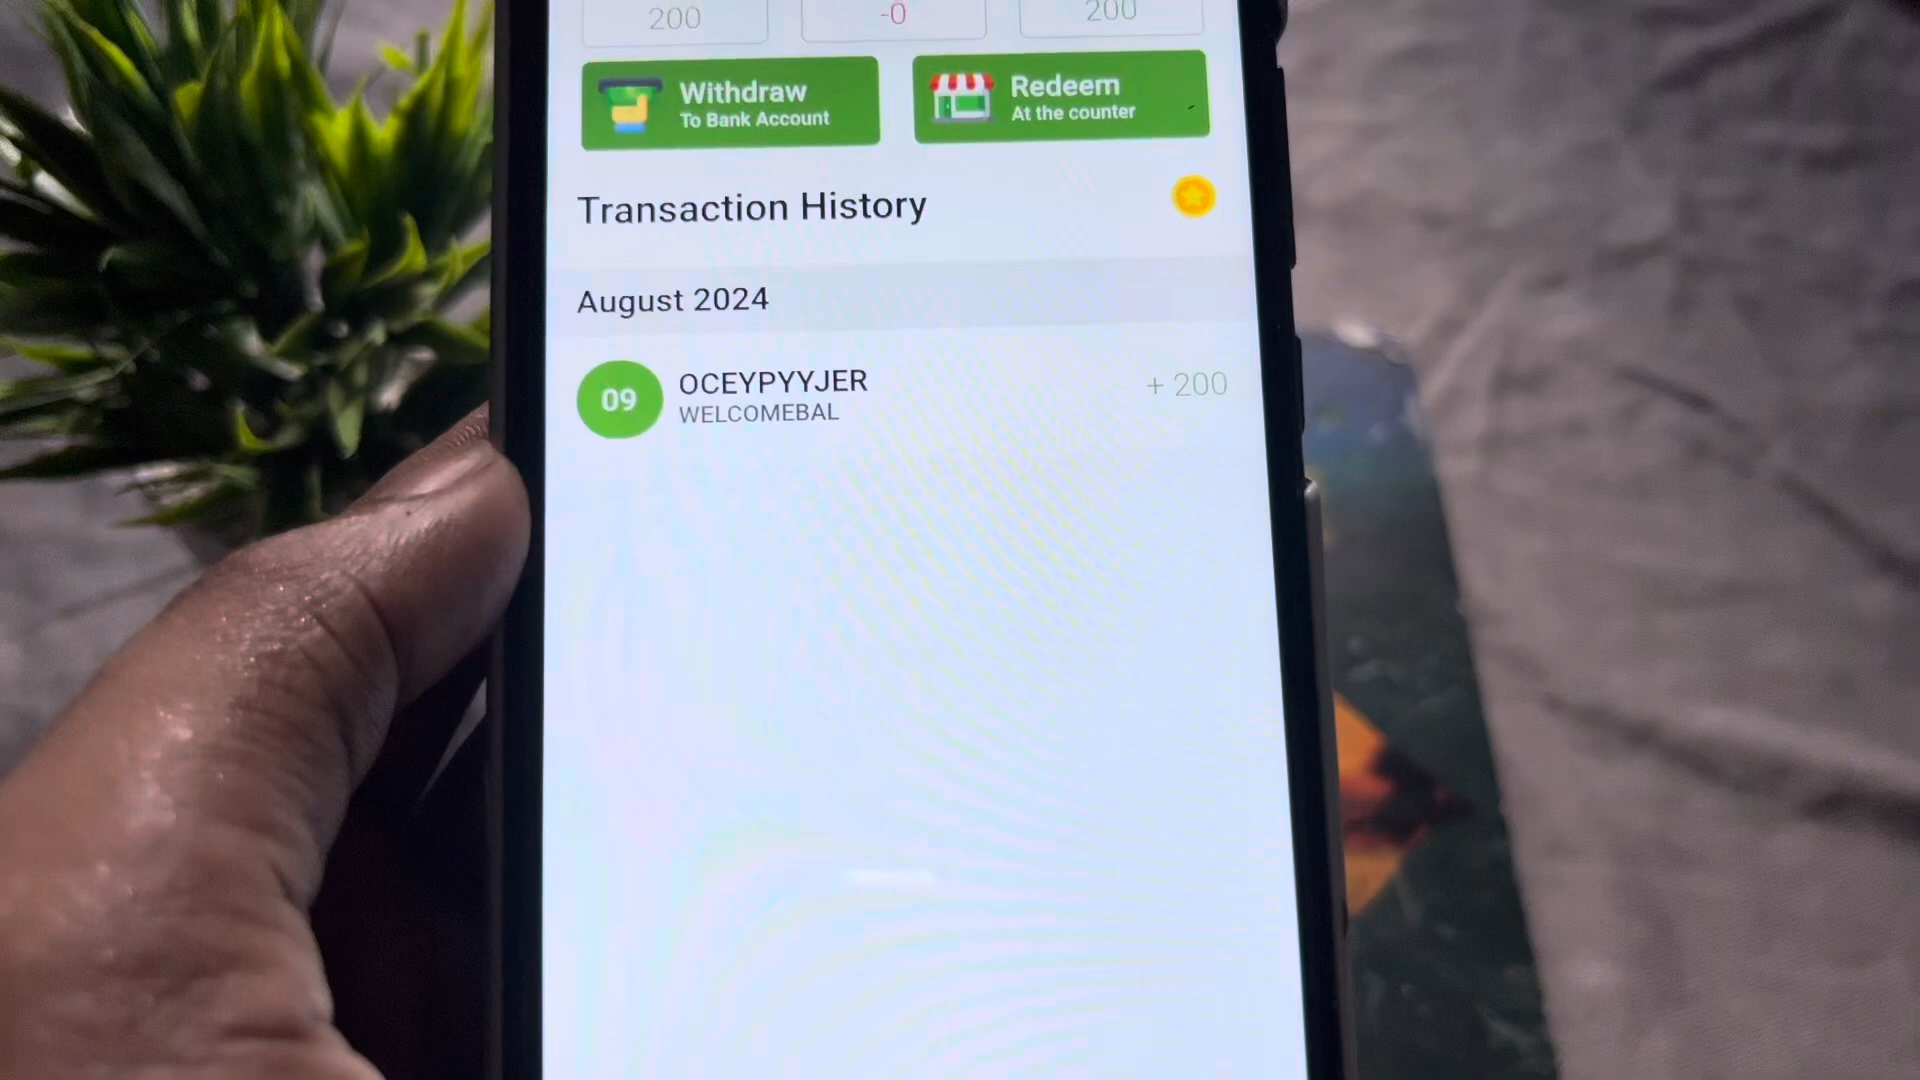 200 -0 200
Withdraw
To Bank Account
Redeem
At the counter
Transaction History
August 2024
09
OCEYPYYJER
WELCOMEBAL
+ 200